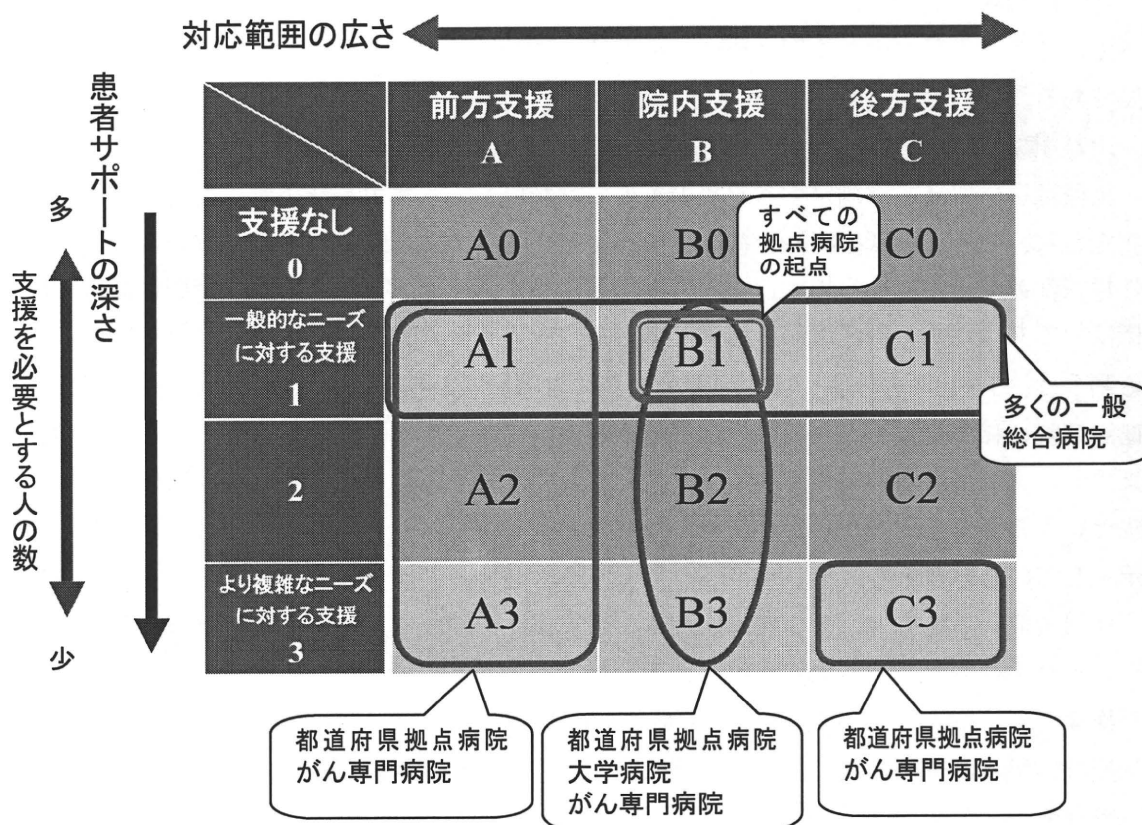 対応範囲の広さ
患者サポートの深さ
多
支援を必要とする人の数
少
前方支援
A
院内支援
B
後方支援
C
支援なし
0
A0
B0
C0
すべての
拠点病院
の起点
一般的なニーズ
に対する支援
1
A1
B1
C1
多くの一般
総合病院
2
A2
B2
C2
より複雑なニーズ
に対する支援
3
A3
B3
C3
都道府県拠点病院
がん専門病院
都道府県拠点病院
大学病院
がん専門病院
都道府県拠点病院
がん専門病院